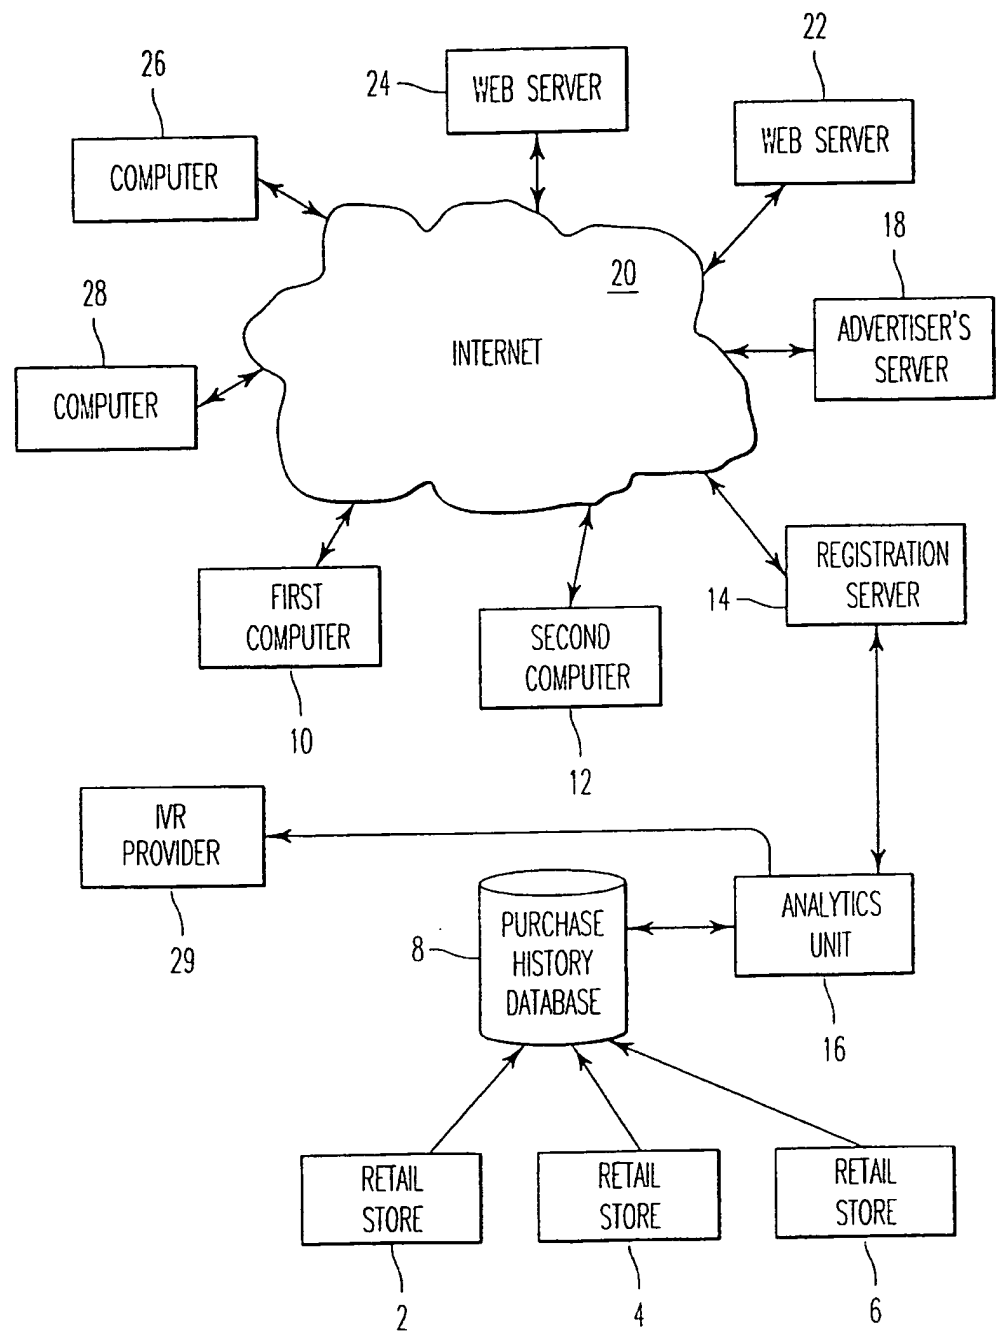 26
24
WEB SERVER
22
WEB SERVER
COMPUTER
18
20
28
ADVERTISER'S
SERVER
INTERNET
COMPUTER
REGISTRATION
SERVER
14
FIRST
COMPUTER
10
SECOND
COMPUTER
12
IVR
PROVIDER
29
8
PURCHASE
HISTORY
DATABASE
ANALYTICS
UNIT
16
RETAIL
STORE
2
RETAIL
STORE
4
RETAIL
STORE
6